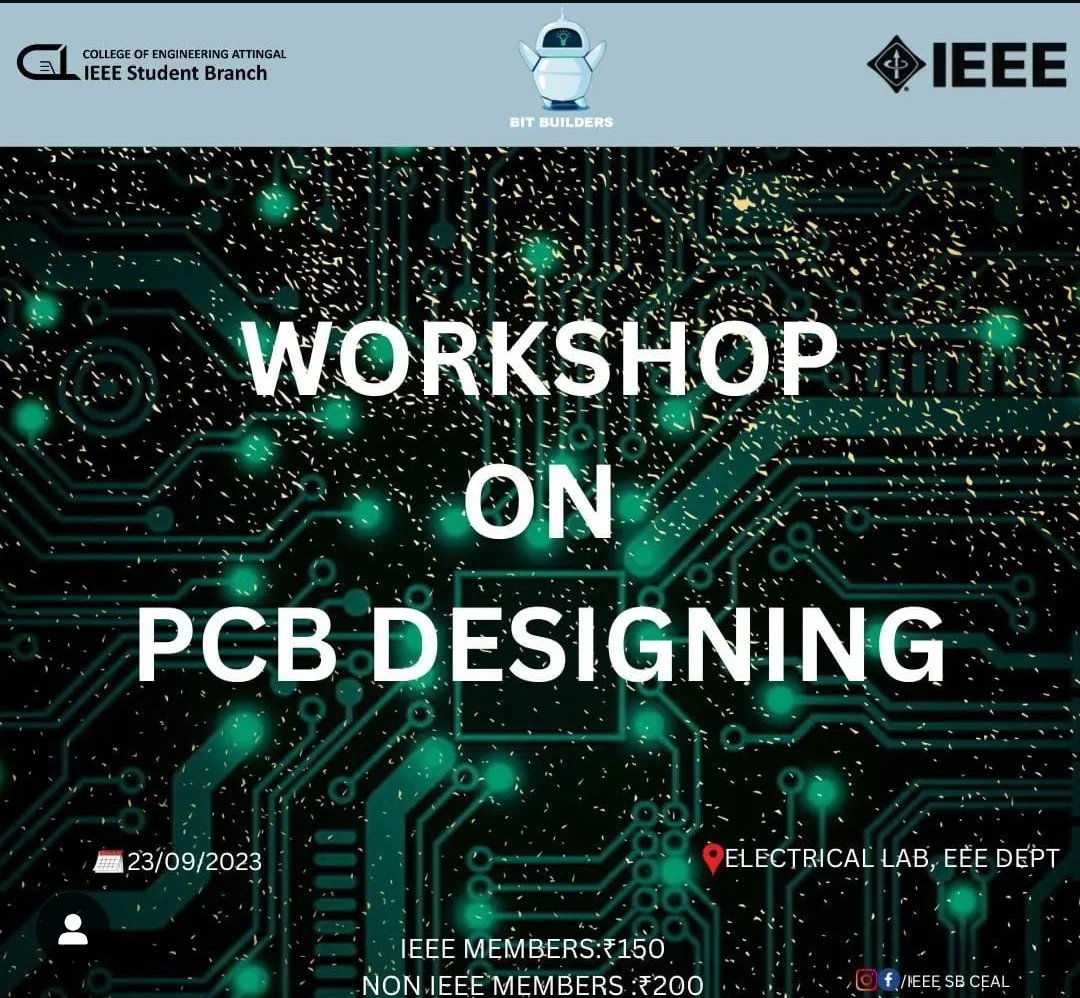 COLLEGE OF ENGINEERING ATTINGAL
IEEE Student Branch
BIT BUILDERS
IEEE
WORKSHOP
ON
PCB DESIGNING
23/09/2023
ELECTRICAL LAB, EEE DEPT
IEEE MEMBERS:₹150
NON IEEE MEMBERS :₹200
/IEEE SB CEAL